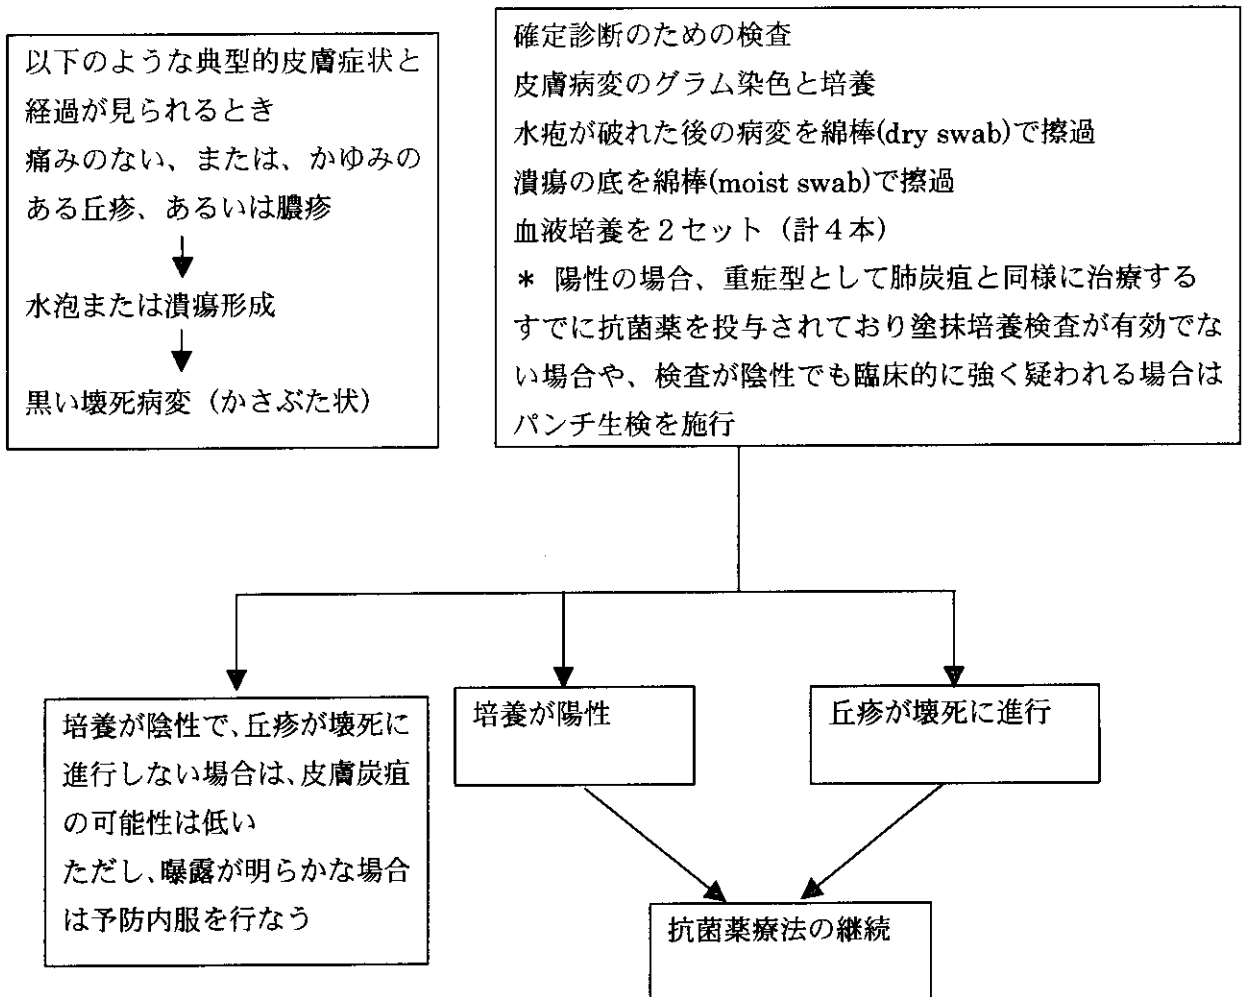 以下のような典型的皮膚症状と
経過が見られるとき
痛みのない、または、かゆみの
ある丘疹、あるいは膿疹
水泡または潰瘍形成
黒い壊死病変（かさぶた状）
確定診断のための検査
皮膚病変のグラム染色と培養
水疱が破れた後の病変を綿棒(dry swab)で擦過
潰瘍の底を綿棒(moist swab)で擦過
血液培養を２セット（計４本）
＊ 陽性の場合、重症型として肺炭疽と同様に治療する
すでに抗菌薬を投与されており塗抹培養検査が有効でな
い場合や、検査が陰性でも臨床的に強く疑われる場合は
パンチ生検を施行
培養が陰性で、丘疹が壊死に
進行しない場合は、皮膚炭疽
の可能性は低い
ただし、曝露が明らかな場合
は予防内服を行なう
培養が陽性
丘疹が壊死に進行
抗菌薬療法の継続